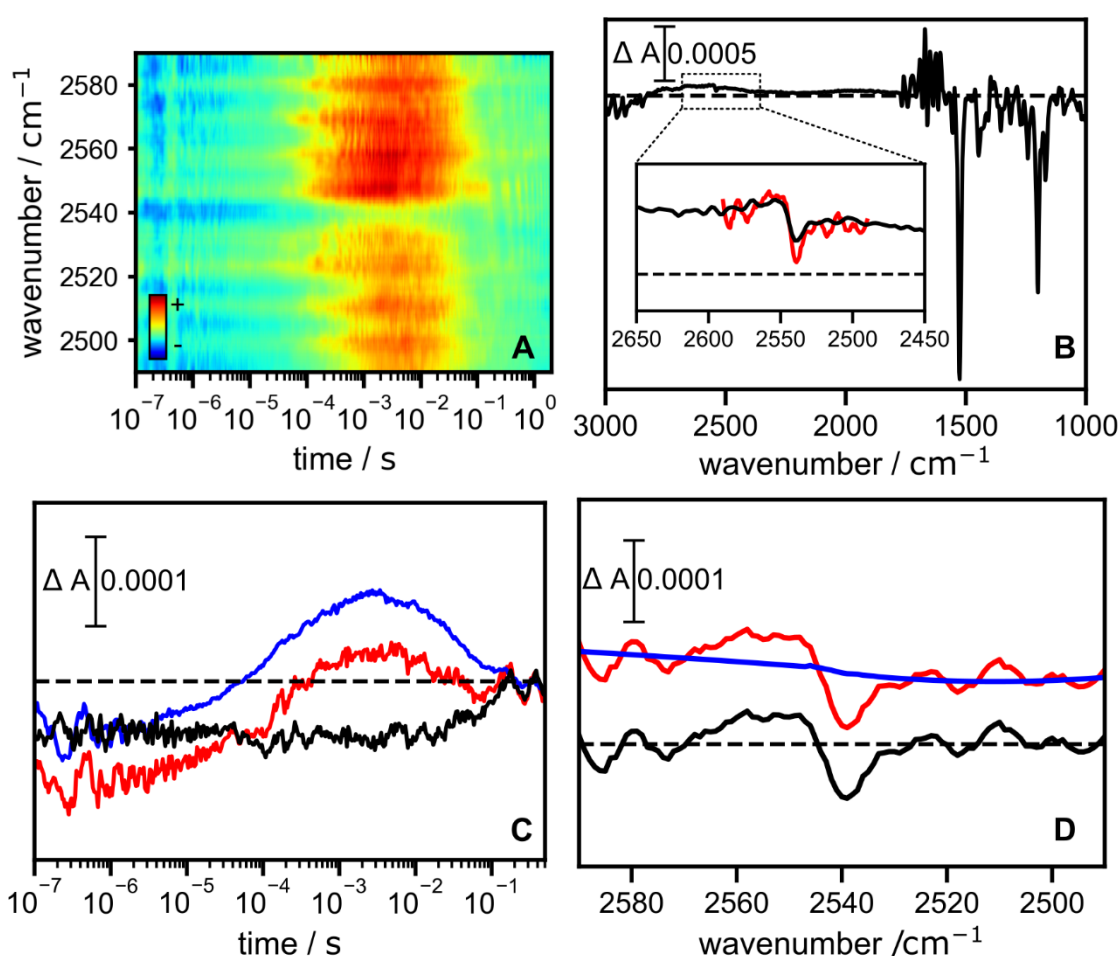 2580
2560
2540
2520
2500
wavenumber / cm⁻¹
+
-
A
10⁻⁷ 10⁻⁶ 10⁻⁵ 10⁻⁴ 10⁻³ 10⁻² 10⁻¹ 10⁰
time / s
Δ A 0.0005
2650 2600 2550 2500 2450
B
3000 2500 2000 1500 1000
wavenumber / cm⁻¹
Δ A 0.0001
C
10⁻⁷ 10⁻⁶ 10⁻⁵ 10⁻⁴ 10⁻³ 10⁻² 10⁻¹
time / s
Δ A 0.0001
D
2580 2560 2540 2520 2500
wavenumber /cm⁻¹